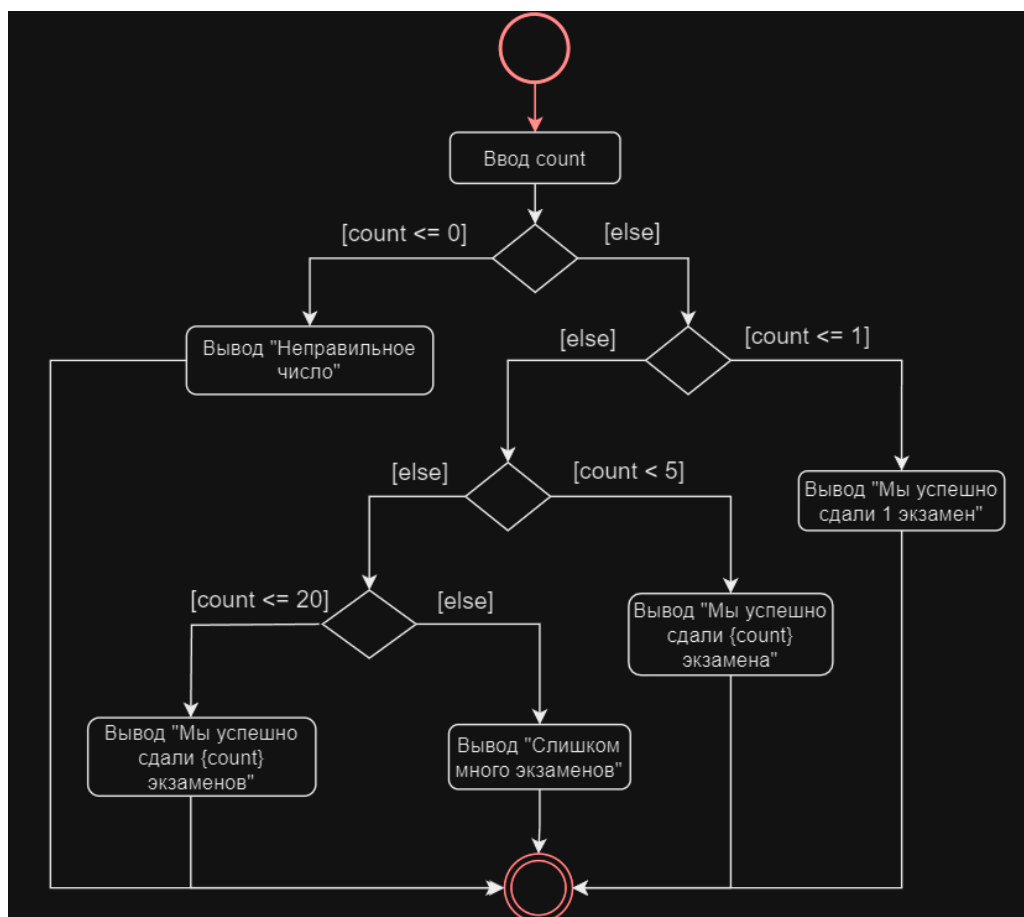 Ввод count
[count <= 0]
[else]
Вывод "Неправильное
число"
[else]
[count <= 1]
[else]
[count < 5]
Вывод "Мы успешно
сдали 1 экзамен"
[count <= 20]
[else]
Вывод "Мы успешно
сдали {count}
экзамена"
Вывод "Мы успешно
сдали {count}
экзаменов"
Вывод "Слишком
много экзаменов"